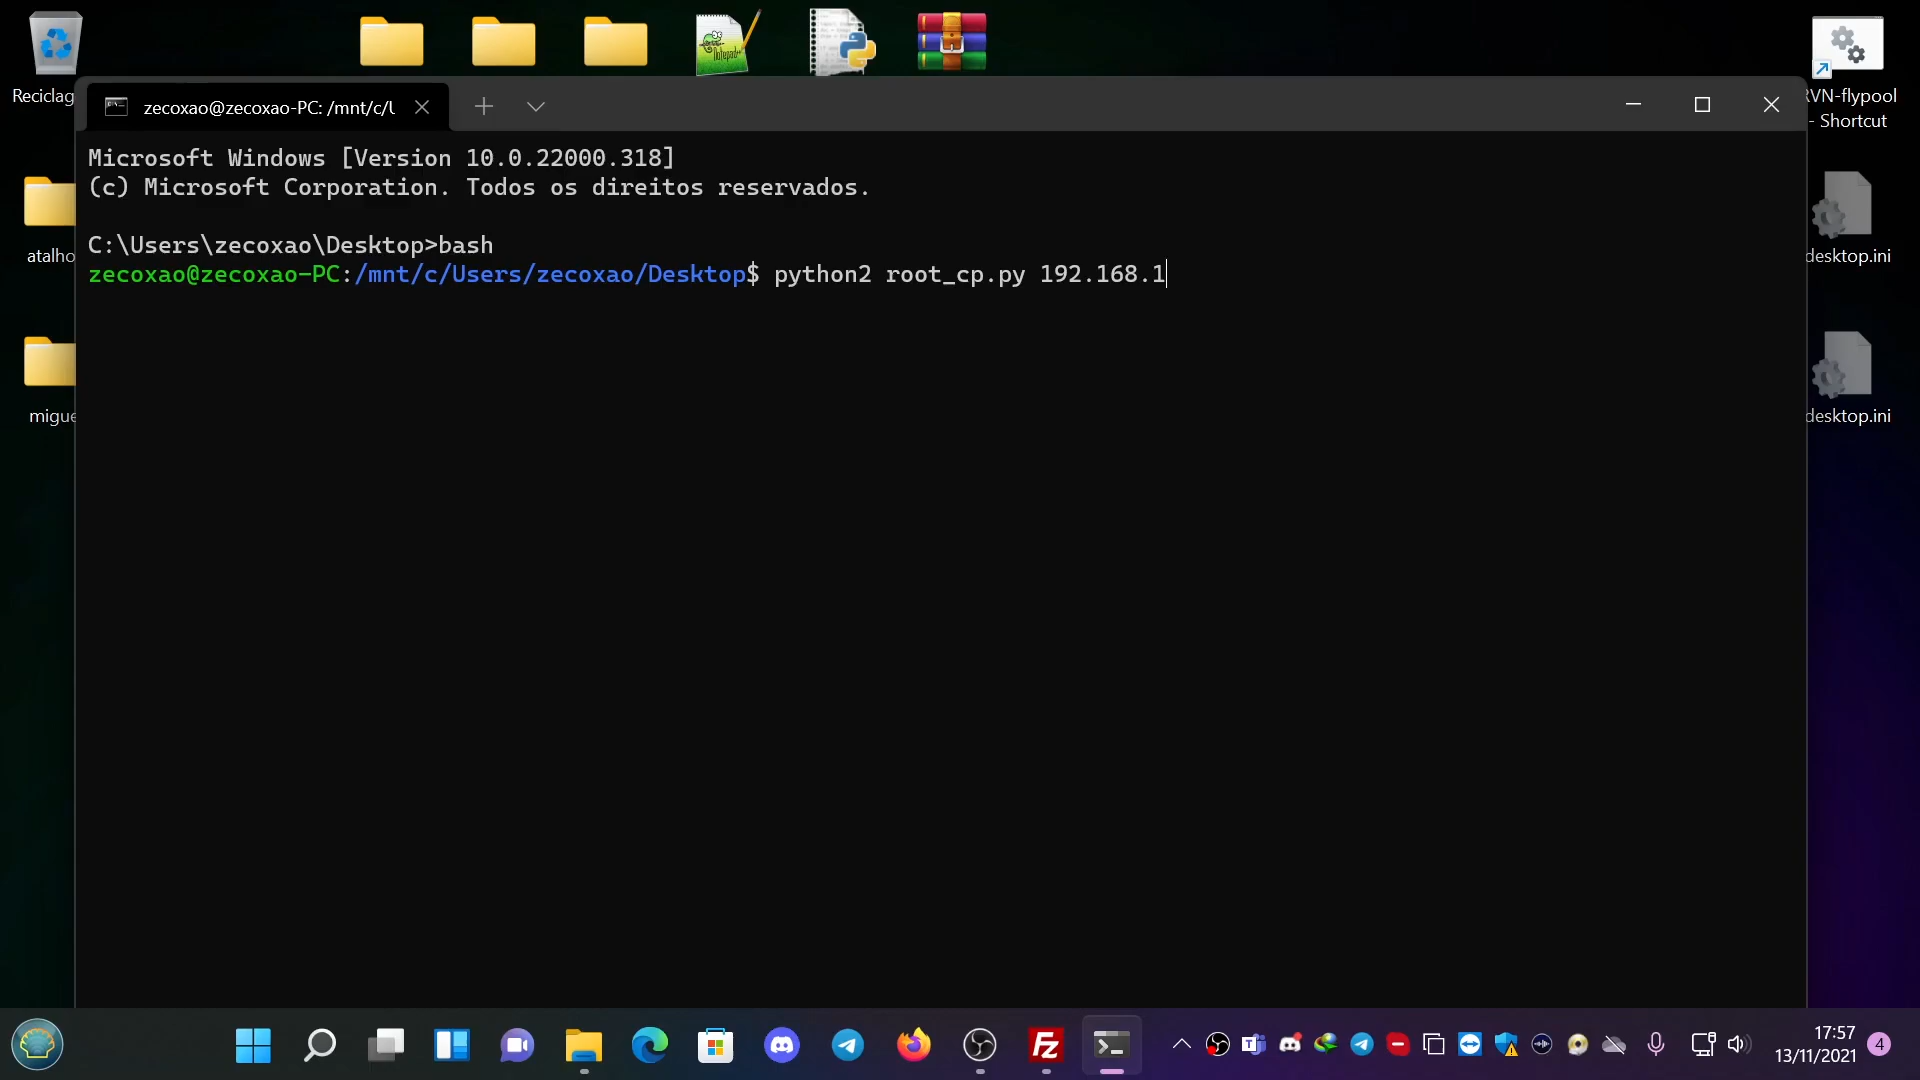 Reciclag
RVN-flypool
- Shortcut
zecoxao@zecoxao-PC: /mnt/c/U
Microsoft Windows [Version 10.0.22000.318]
(c) Microsoft Corporation. Todos os direitos reservados.
C:\Users\zecoxao\Desktop>bash
zecoxao@zecoxao-PC:/mnt/c/Users/zecoxao/Desktop$ python2 root_cp.py 192.168.1
atalho
desktop.ini
migue
desktop.ini
17:57
13/11/2021
4